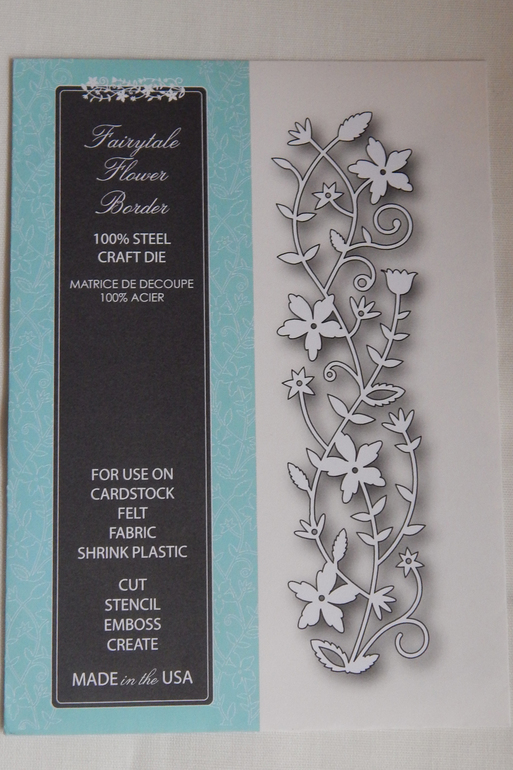 Fairytale
Flower
Border
100% STEEL
CRAFT DIE
MATRICE DE DECOUPE
100% ACIER
FOR USE ON
CARDSTOCK
FELT
FABRIC
SHRINK PLASTIC
CUT
STENCIL
EMBOSS
CREATE
MADE in the USA